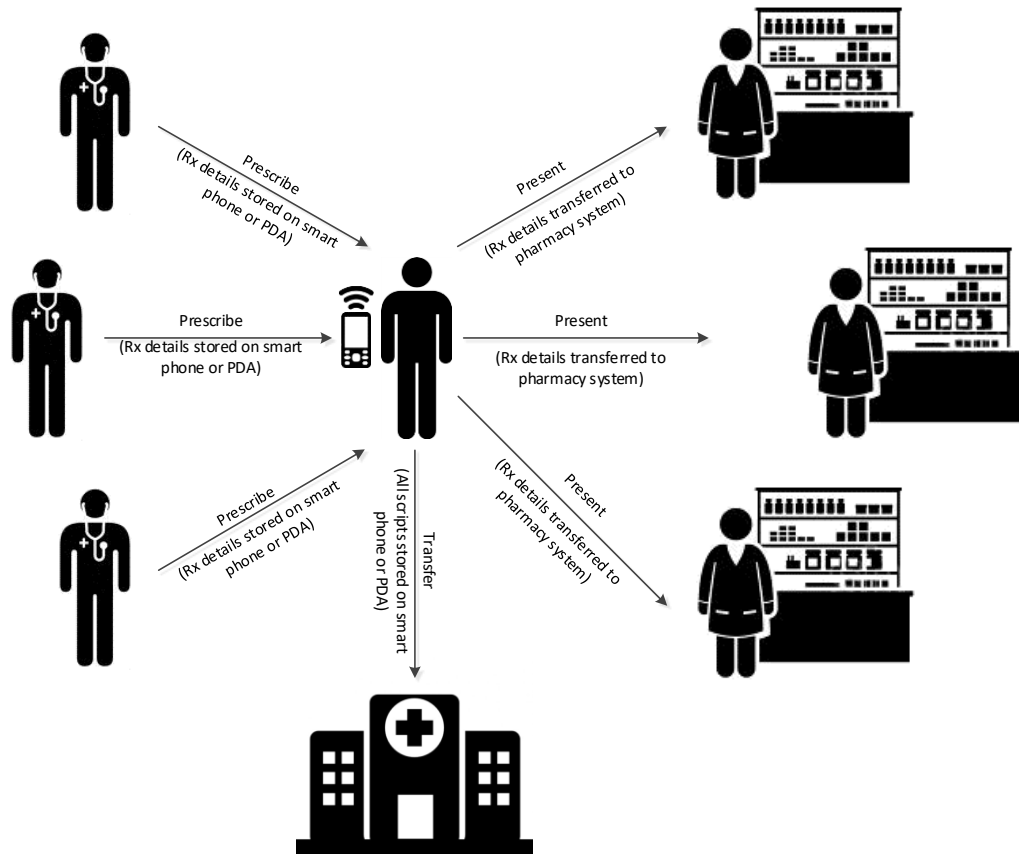 Prescribe
(Rx details stored on smart
phone or PDA)
Present
(Rx details transferred to
pharmacy system)
Prescribe
(Rx details stored on smart
phone or PDA)
Present
(Rx details transferred to
pharmacy system)
Prescribe
(Rx details stored on smart
phone or PDA)
Transfer
(All scripts stored on smart
phone or PDA)
Present
(Rx details transferred to
pharmacy system)